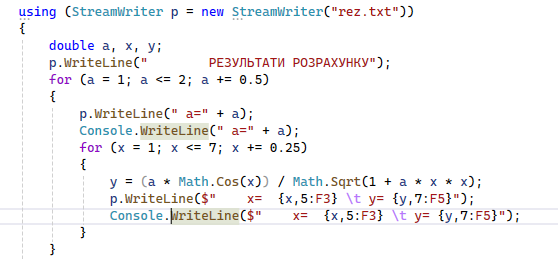 using (StreamWriter p = new StreamWriter("rez.txt"))
{
double a, x, y;
p.WriteLine("        РЕЗУЛЬТАТИ РОЗРАХУНКУ");
for (a = 1; a <= 2; a += 0.5)
{
p.WriteLine(" a=" + a);
Console.WriteLine(" a=" + a);
for (x = 1; x <= 7; x += 0.25)
{
y = (a * Math.Cos(x)) / Math.Sqrt(1 + a * x * x);
p.WriteLine($"    x=  {x,5:F3} \t y= {y,7:F5}");
Console.WriteLine($"    x=  {x,5:F3} \t y= {y,7:F5}");
}
}